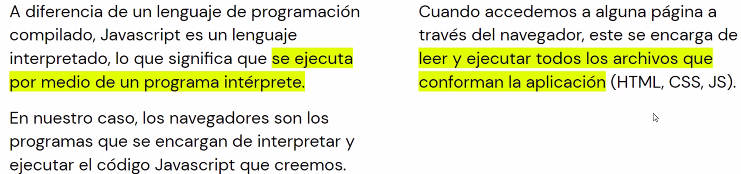 A diferencia de un lenguaje de programación
compilado, Javascript es un lenguaje
interpretado, lo que significa que se ejecuta
por medio de un programa intérprete.
En nuestro caso, los navegadores son los
programas que se encargan de interpretar y
ejecutar el código Javascript que creemos.
Cuando accedemos a alguna página a
través del navegador, este se encarga de
leer y ejecutar todos los archivos que
conforman la aplicación (HTML, CSS, JS).